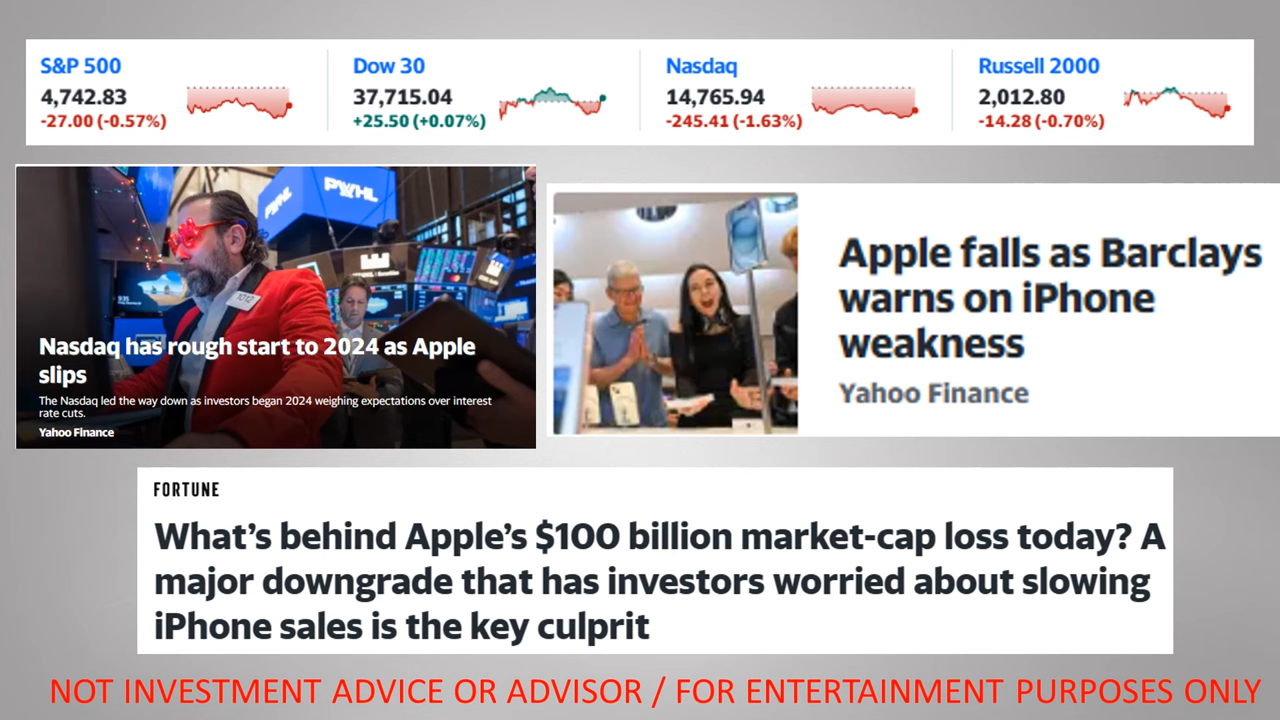 S&P 500
4,742.83
-27.00 (-0.57%)
Dow 30
37,715.04
+25.50 (+0.07%)
Nasdaq
14,765.94
-245.41 (-1.63%)
Russell 2000
2,012.80
-14.28 (-0.70%)
PWHL
1012
Nasdaq has rough start to 2024 as Apple
slips
The Nasdaq led the way down as investors began 2024 weighing expectations over interest
rate cuts.
Yahoo Finance
Apple falls as Barclays
warns on iPhone
weakness
Yahoo Finance
FORTUNE
What's behind Apple's $100 billion market-cap loss today? A
major downgrade that has investors worried about slowing
iPhone sales is the key culprit
NOT INVESTMENT ADVICE OR ADVISOR / FOR ENTERTAINMENT PURPOSES ONLY